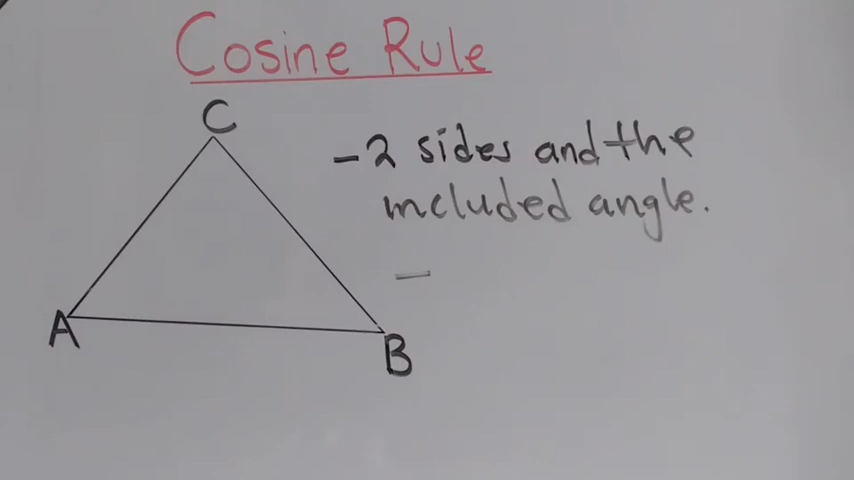 Cosine Rule
C
- 2 sides and the
included angle.
-
A
B